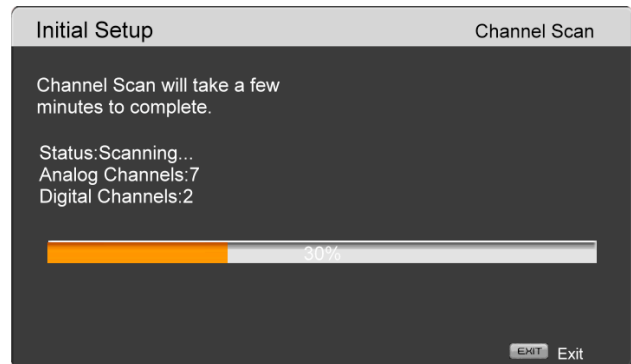 Initial Setup Channel Scan
Channel Scan will take a few
minutes to complete.
Status:Scanning...
Analog Channels:7
Digital Channels:2
30%
EXIT Exit